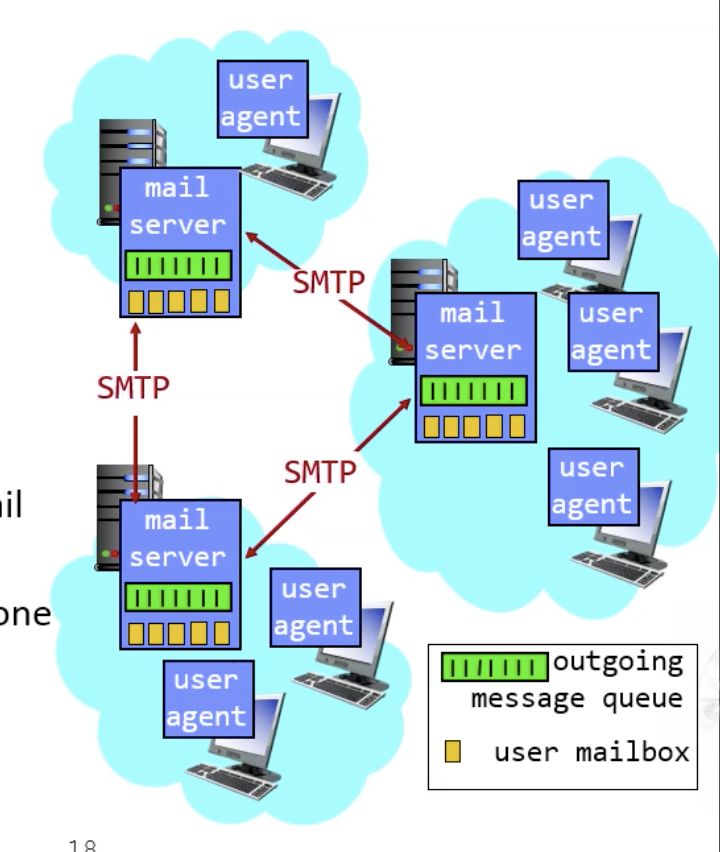 user
agent
mail
server
SMTP
user
agent
mail
server
user
agent
SMTP
SMTP
user
agent
ail
mail
server
one
user
agent
user
agent
outgoing
message queue
user mailbox
18